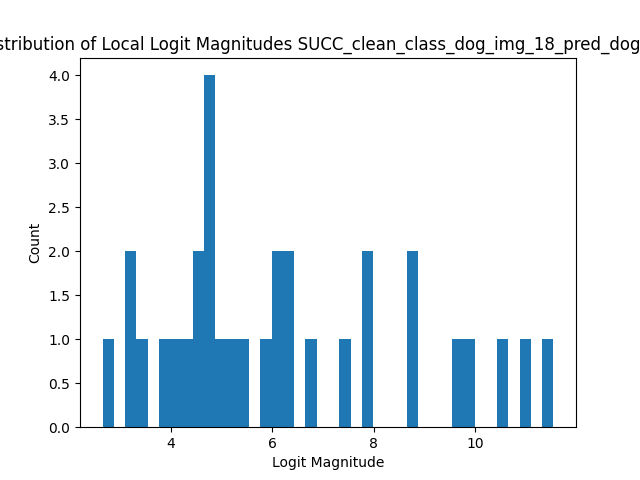 stribution of Local Logit Magnitudes SUCC_clean_class_dog_img_18_pred_dog
4.0
3.5
3.0
2.5
2.0
1.5
1.0
0.5
0.0
Count
4 6 8 10
Logit Magnitude